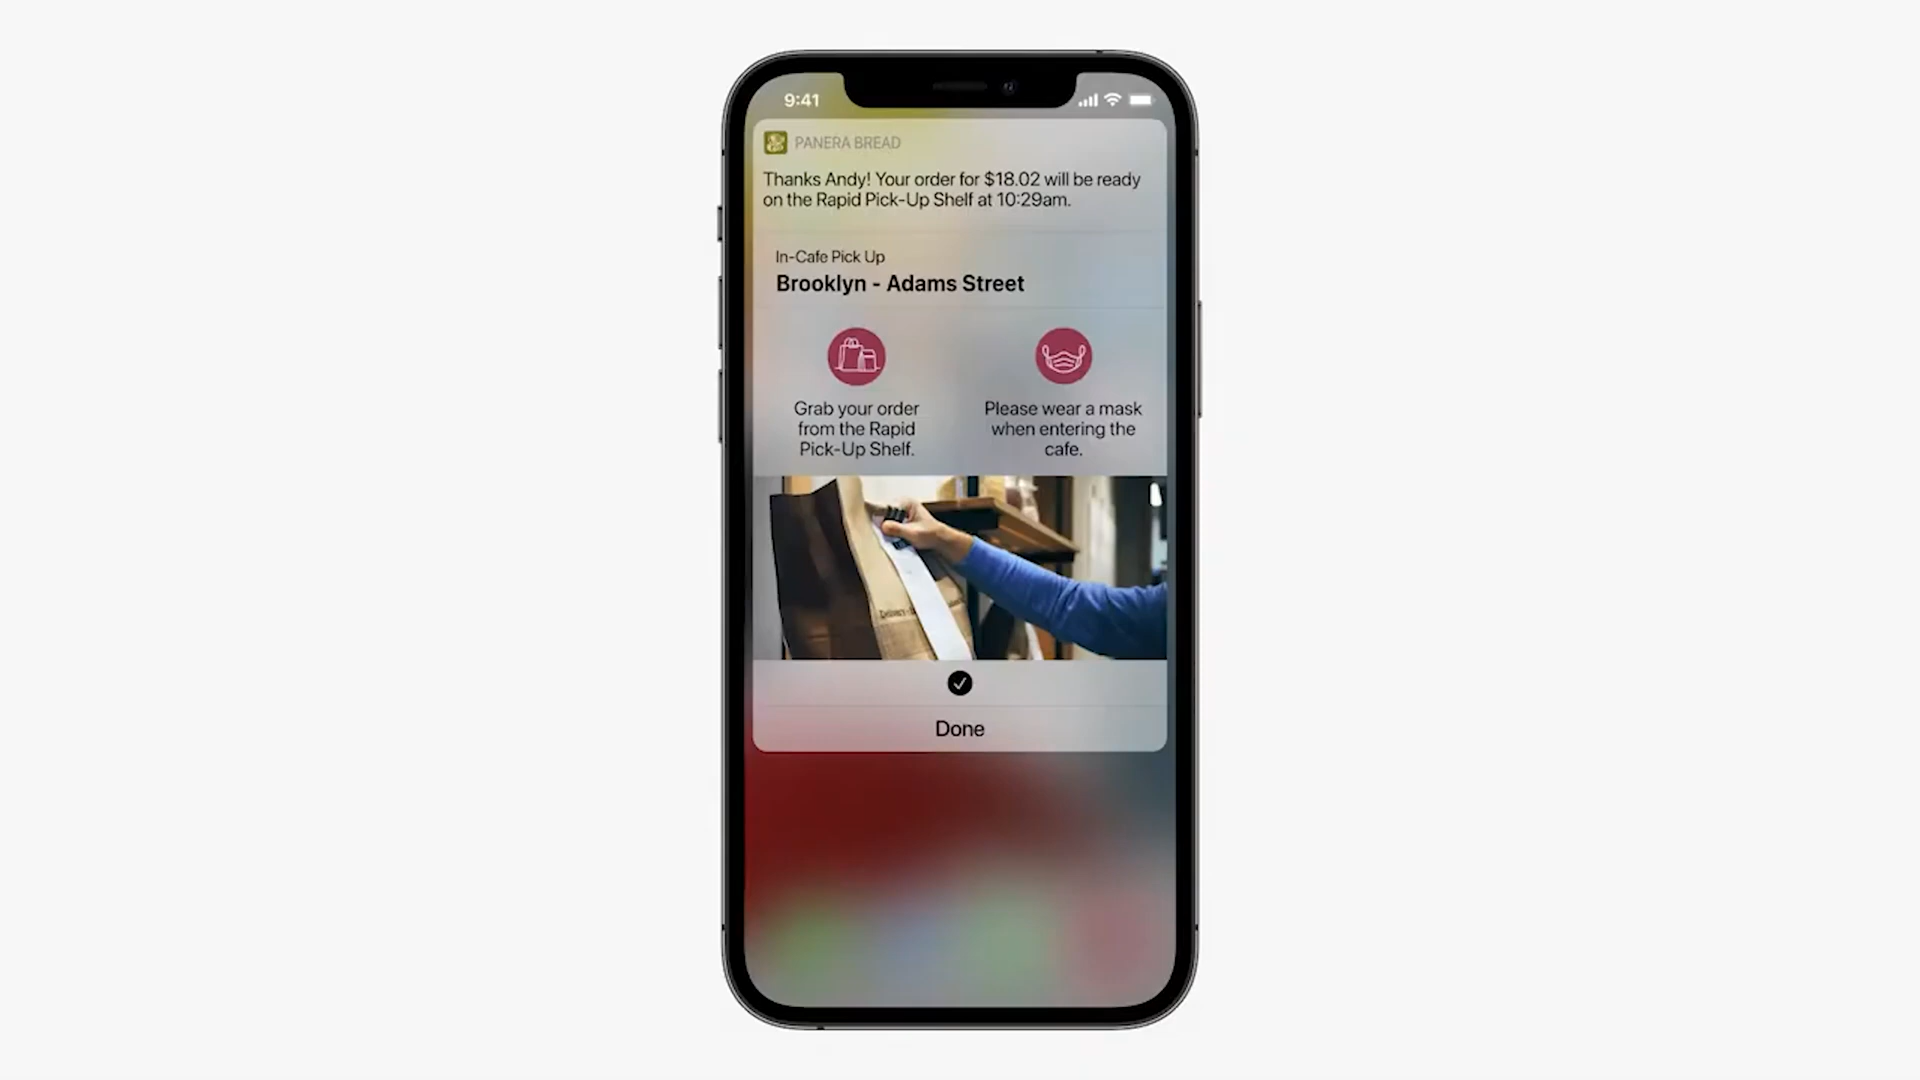 9:41
PANERA BREAD
Thanks Andy! Your order for $18.02 will be ready
on the Rapid Pick-Up Shelf at 10:29am.
In-Cafe Pick Up
Brooklyn - Adams Street
Grab your order
from the Rapid
Pick-Up Shelf.
Please wear a mask
when entering the
cafe.
Done